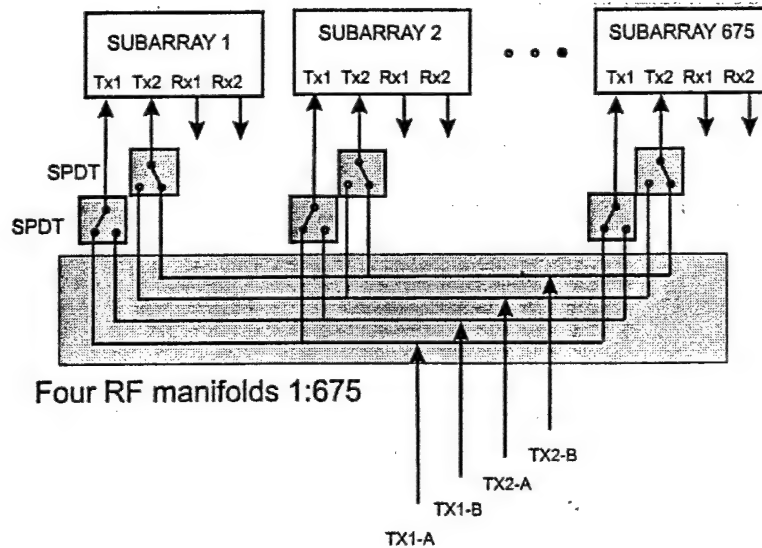 SUBARRAY 1
Tx1 Tx2 Rx1 Rx2
SUBARRAY 2
Tx1 Tx2 Rx1 Rx2
SUBARRAY 675
Tx1 Tx2 Rx1 Rx2
SPDT
SPDT
Four RF manifolds 1:675
TX2-B
TX2-A
TX1-B
TX1-A